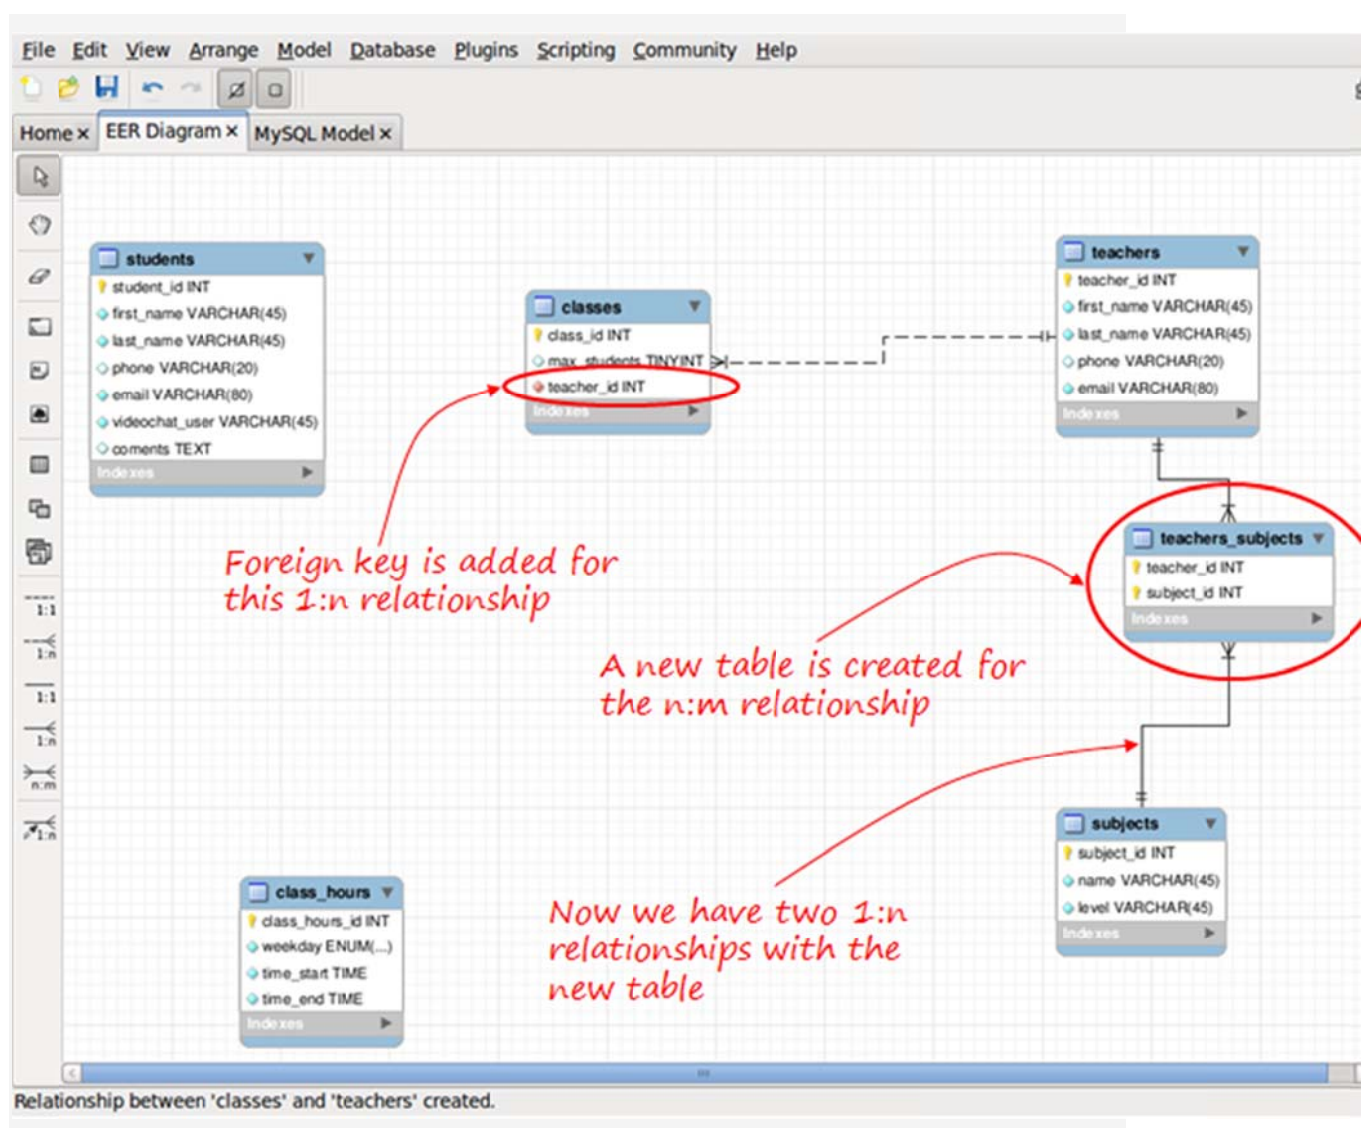 File Edit View Arrange Model Database Plugins Scripting Community Help
Home × EER Diagram × MySQL Model ×
students
student_id INT
first_name VARCHAR(45)
last_name VARCHAR(45)
phone VARCHAR(20)
email VARCHAR(80)
videochat_user VARCHAR(45)
coments TEXT
Indexes
classes
class_id INT
max_students TINYINT
teacher_id INT
Indexes
teachers
teacher_id INT
first_name VARCHAR(45)
last_name VARCHAR(45)
phone VARCHAR(20)
email VARCHAR(80)
Indexes
Foreign key is added for
this 1:n relationship
teachers_subjects
teacher_id INT
subject_id INT
Indexes
A new table is created for
the n:m relationship
1:1
1:n
1:1
1:n
n:m
1:n
subjects
subject_id INT
name VARCHAR(45)
level VARCHAR(45)
Indexes
class_hours
class_hours_id INT
weekday ENUM(...)
time_start TIME
time_end TIME
Indexes
Now we have two 1:n
relationships with the
new table
Relationship between 'classes' and 'teachers' created.